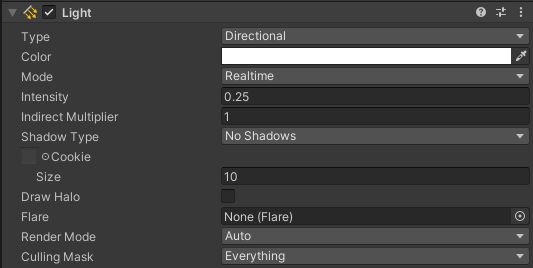 Light
Type Directional
Color
Mode Realtime
Intensity 0.25
Indirect Multiplier 1
Shadow Type No Shadows
Cookie
Size 10
Draw Halo
Flare None (Flare)
Render Mode Auto
Culling Mask Everything